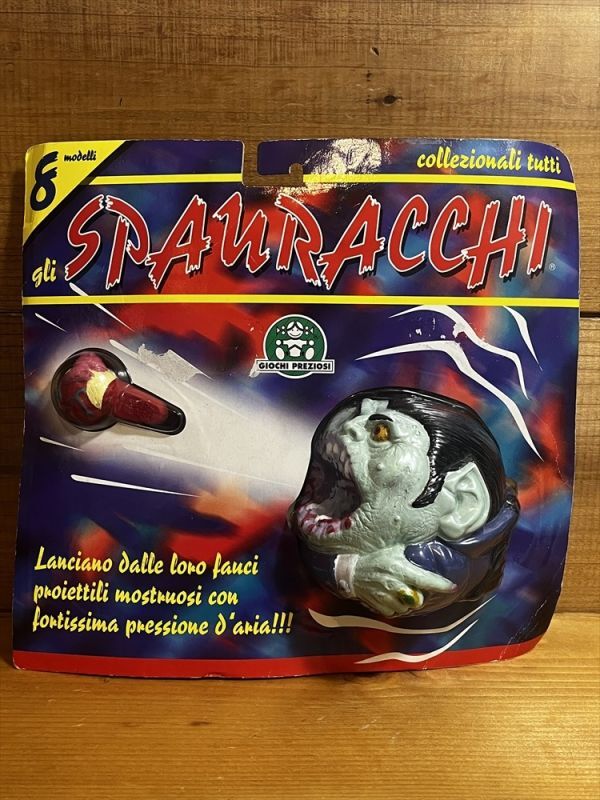 8 modelli
collezionali tutti
gli SPAURACCHI
®
GIOCHI PREZIOSI
Lanciano dalle loro fauci
proiettili mostruosi con
fortissima pressione d'aria!!!